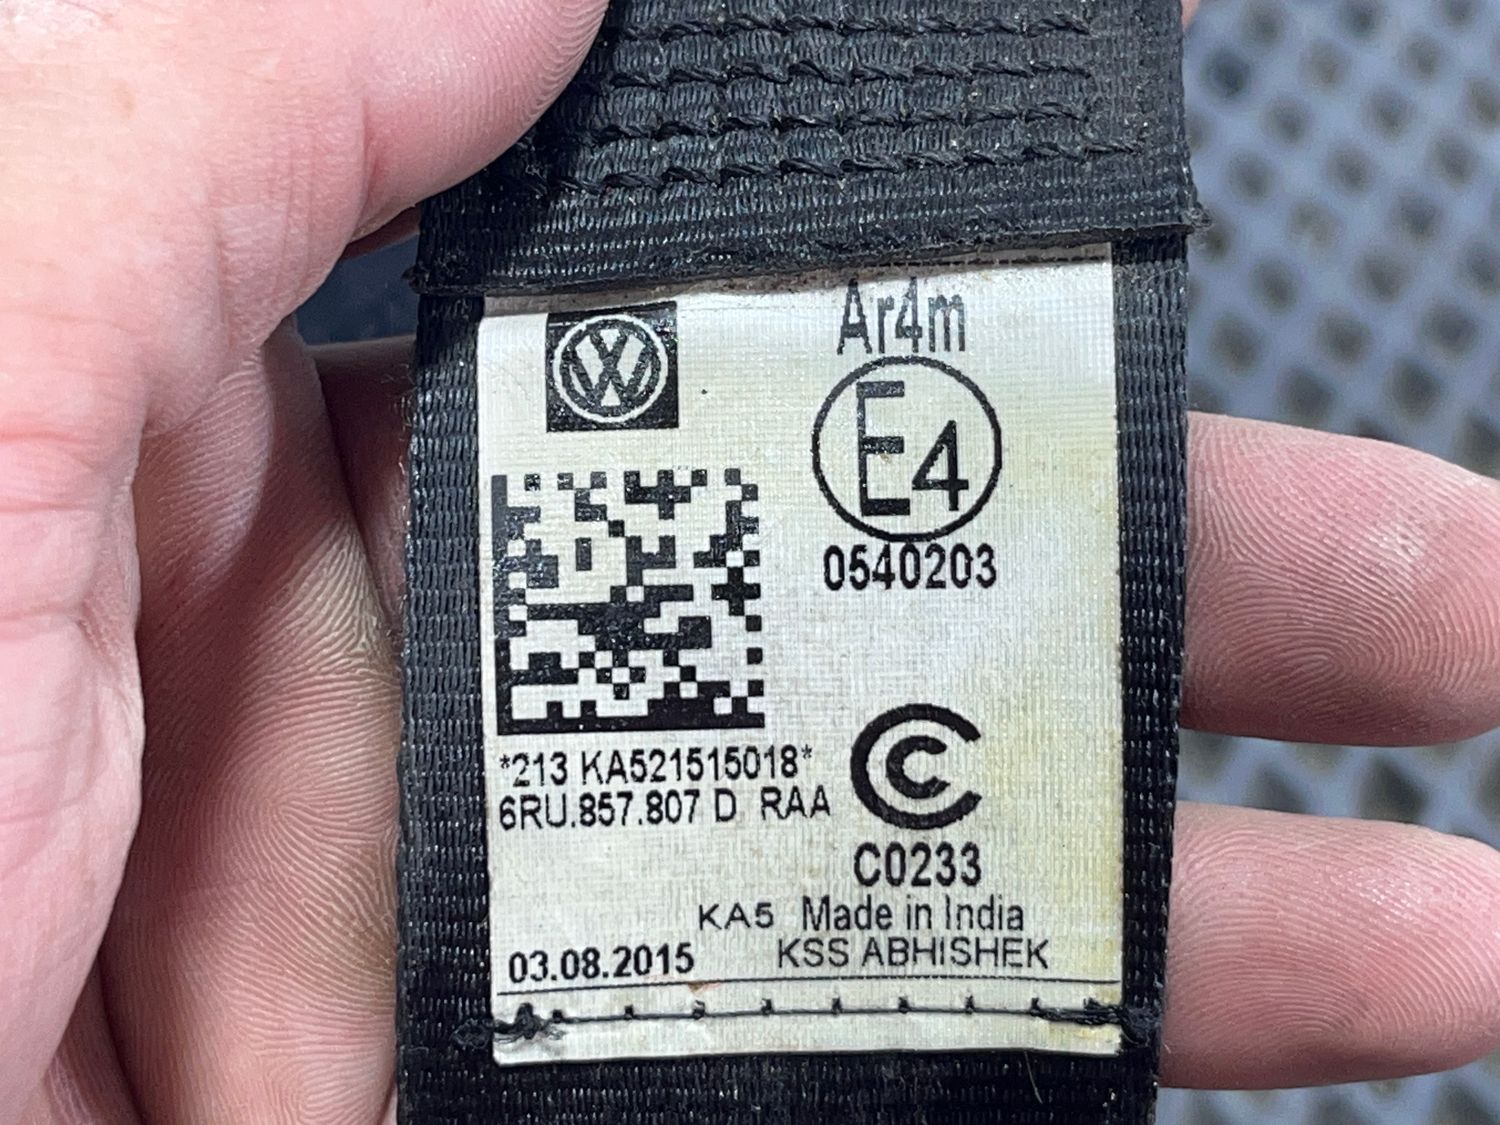 Ar4m
E4
0540203
*213 KA521515018*
6RU.857.807 D RAA
C0233
KA5 Made in India
03.08.2015 KSS ABHISHEK